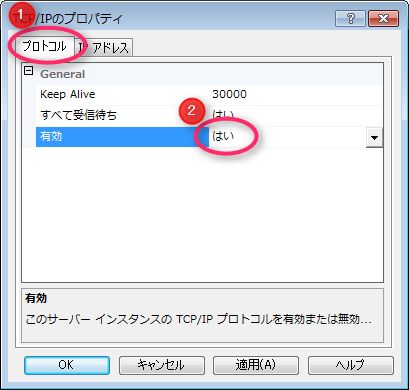 1
TCP/IPのプロパティ
プロトコル IP アドレス
General
Keep Alive 30000
2
すべて受信待ち はい
有効 はい
有効
このサーバー インスタンスの TCP/IP プロトコルを有効または無効...
OK キャンセル 適用(A) ヘルプ